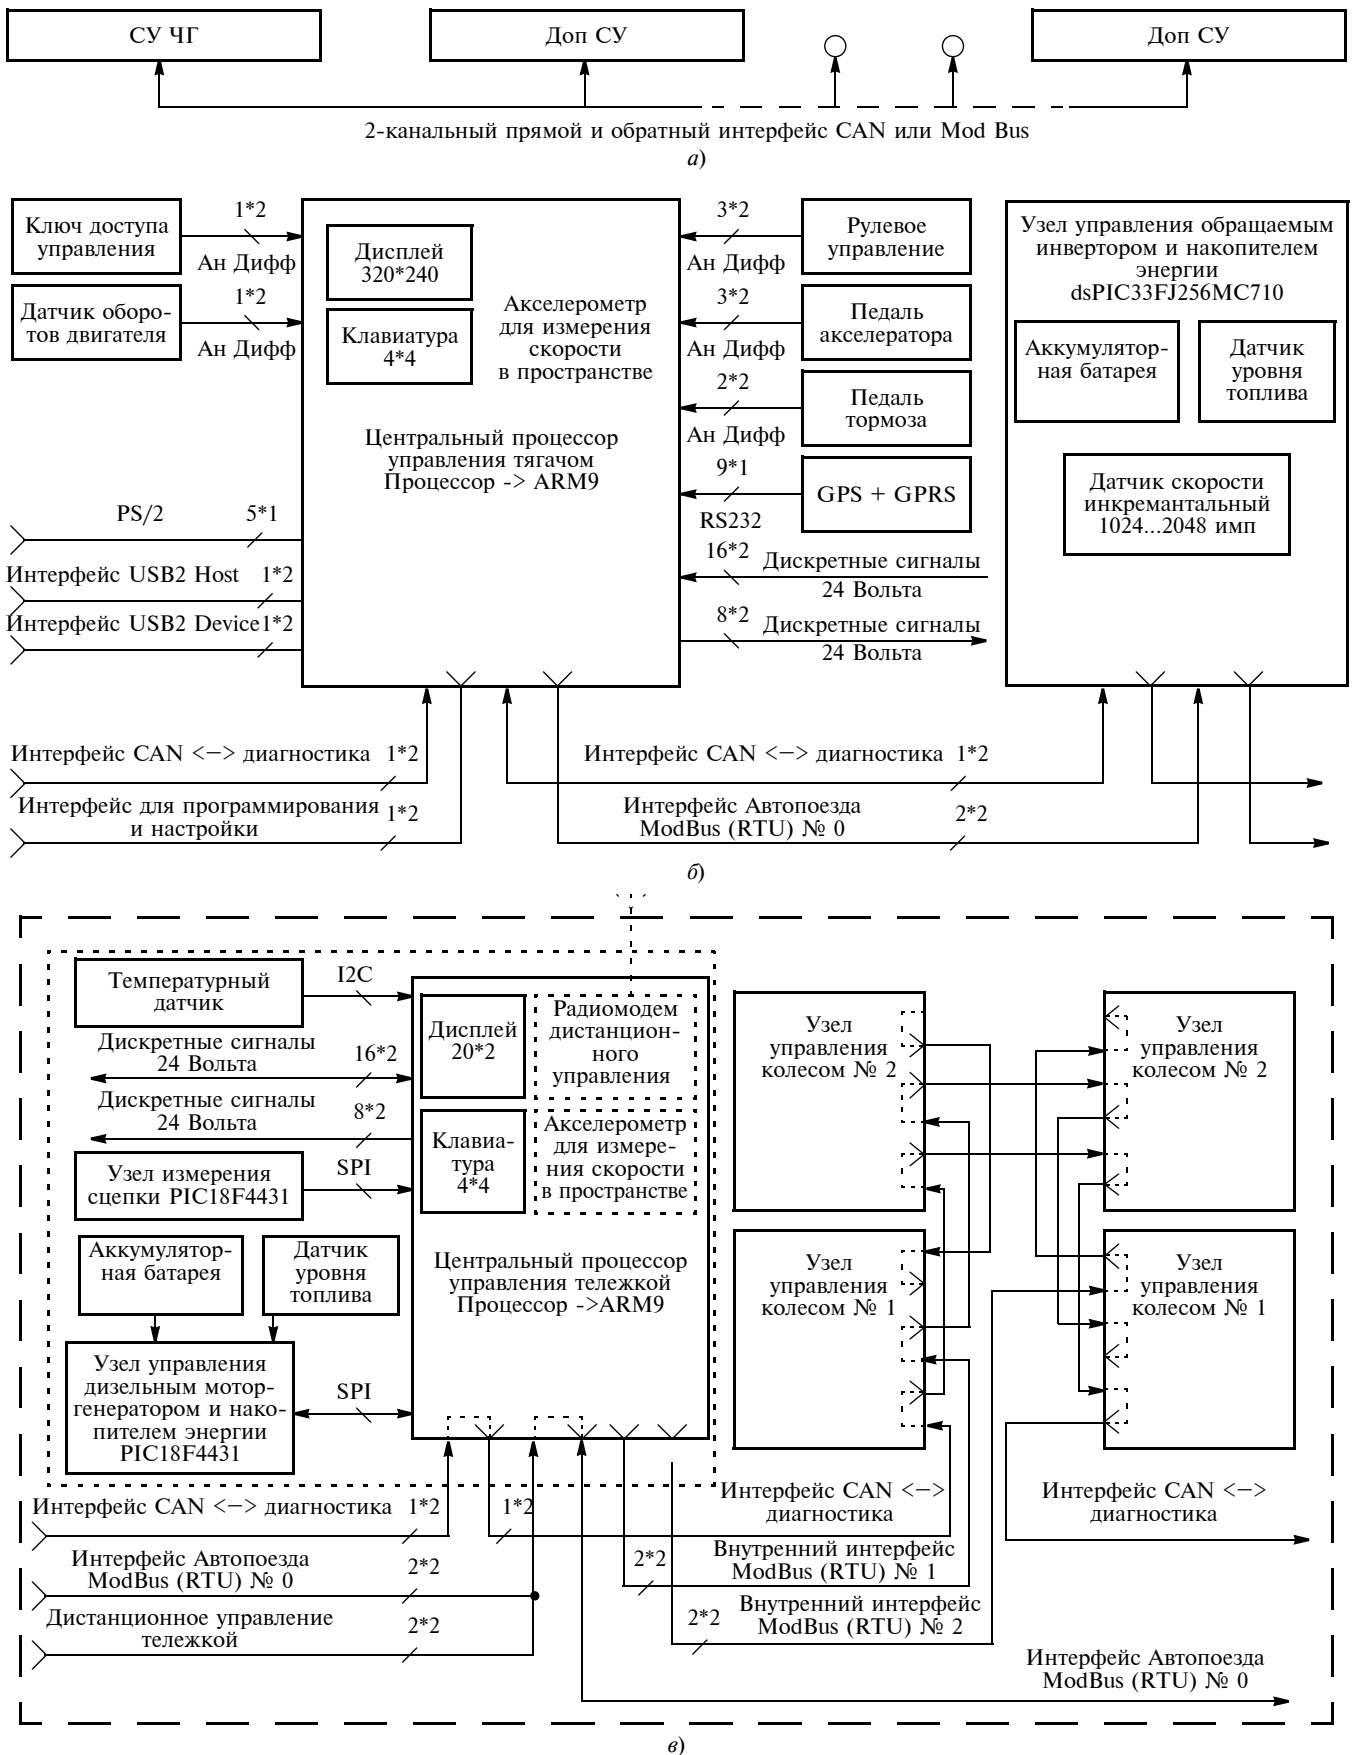 СУ ЧГ
Доп СУ
Доп СУ
2-канальный прямой и обратный интерфейс CAN или Mod Bus
а)
Ключ доступа
управления
1*2
Ан Дифф
Датчик оборо-
тов двигателя
1*2
Ан Дифф
Дисплей
320*240
Клавиатура
4*4
Акселерометр
для измерения
скорости
в пространстве
Центральный процессор
управления тягачом
Процессор -> ARM9
3*2
Ан Дифф
Рулевое
управление
3*2
Ан Дифф
Педаль
акселератора
2*2
Ан Дифф
Педаль
тормоза
9*1
RS232
GPS + GPRS
16*2
Дискретные сигналы
24 Вольта
8*2
Дискретные сигналы
24 Вольта
Узел управления обращаемым
инвертором и накопителем
энергии
dsPIC33FJ256MC710
Аккумулятор-
ная батарея
Датчик
уровня
топлива
Датчик скорости
инкремантальный
1024...2048 имп
PS/2
5*1
Интерфейс USB2 Host
1*2
Интерфейс USB2 Device
1*2
Интерфейс CAN <−> диагностика
1*2
Интерфейс для программирования
и настройки
1*2
Интерфейс CAN <−> диагностика
1*2
Интерфейс Автопоезда
ModBus (RTU) № 0
2*2
б)
Температурный
датчик
I2C
Дискретные сигналы
24 Вольта
16*2
Дискретные сигналы
24 Вольта
8*2
Узел измерения
сцепки PIC18F4431
SPI
Аккумулятор-
ная батарея
Датчик
уровня
топлива
Узел управления
дизельным мотор-
генератором и нако-
пителем энергии
PIC18F4431
SPI
Дисплей
20*2
Радиомодем
дистанцион-
ного
управления
Клавиа-
тура
4*4
Акселерометр
для измере-
ния скорости
в пространстве
Центральный процессор
управления тележкой
Процессор ->ARM9
Узел
управления
колесом № 2
Узел
управления
колесом № 2
Узел
управления
колесом № 1
Узел
управления
колесом № 1
Интерфейс CAN <−> диагностика
1*2
1*2
Интерфейс CAN <−>
диагностика
Интерфейс CAN <−>
диагностика
Интерфейс Автопоезда
ModBus (RTU) № 0
2*2
2*2
Внутренний интерфейс
ModBus (RTU) № 1
Дистанционное управление
тележкой
2*2
2*2
Внутренний интерфейс
ModBus (RTU) № 2
Интерфейс Автопоезда
ModBus (RTU) № 0
в)